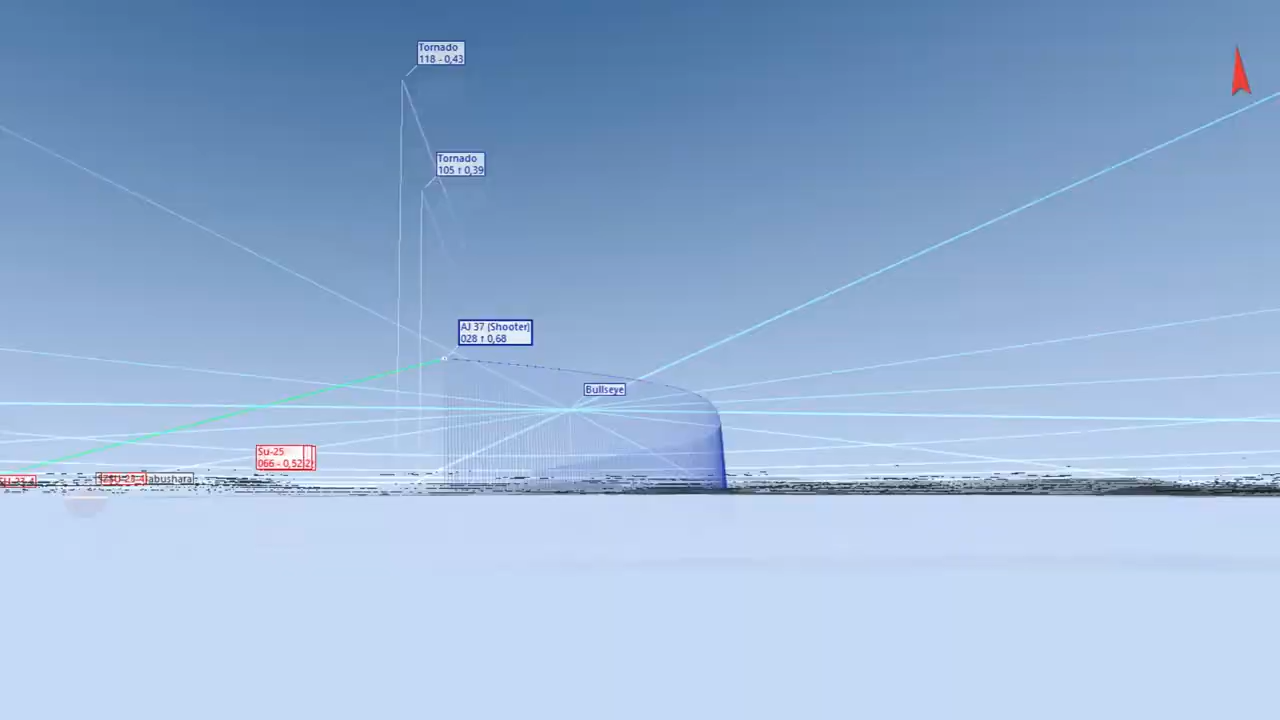 Tornado
118 - 0,43
Tornado
105 ↑ 0,39
AJ 37 (Shooter)
028 ↑ 0,68
Bullseye
Su-25
066 - 0,52
abushara